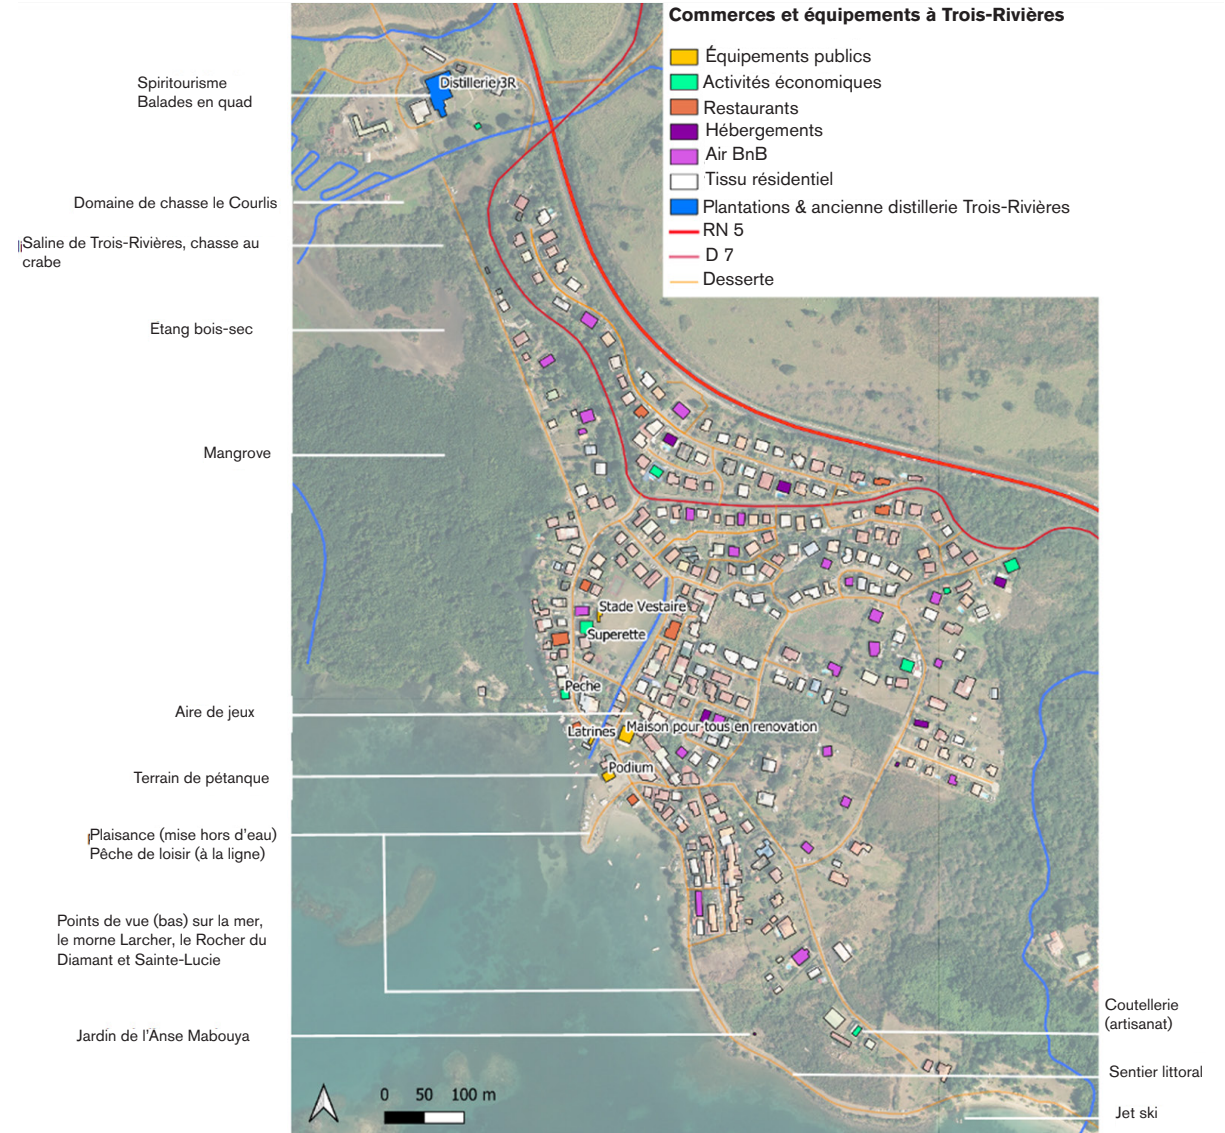 Commerces et équipements à Trois-Rivières
Équipements publics
Activités économiques
Restaurants
Hébergements
Air BnB
Tissu résidentiel
Plantations & ancienne distillerie Trois-Rivières
RN 5
D 7
Desserte
Spiritourisme
Balades en quad
Distillerie 3R
Domaine de chasse le Courlis
Saline de Trois-Rivières, chasse au
crabe
Etang bois-sec
Mangrove
Stade Vestaire
Superette
Peche
Aire de jeux
Latrines
Maison pour tous en renovation
Podium
Terrain de pétanque
Plaisance (mise hors d'eau)
Pêche de loisir (à la ligne)
Points de vue (bas) sur la mer,
le morne Larcher, le Rocher du
Diamant et Sainte-Lucie
Jardin de l'Anse Mabouya
Coutellerie
(artisanat)
Sentier littoral
Jet ski
0 50 100 m